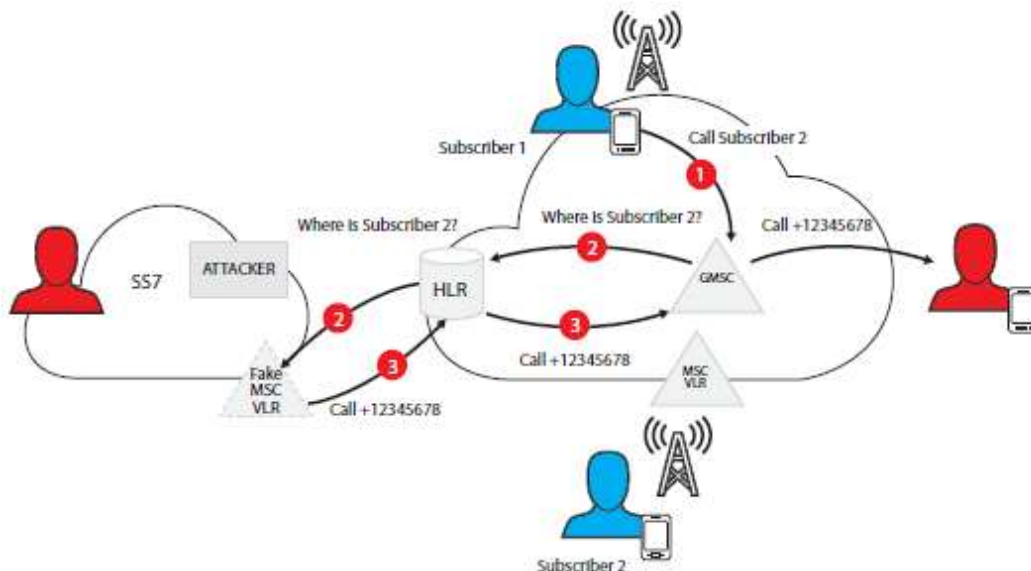 Subscriber 1
Call Subscriber 2
1
Where is Subscriber 2?
Where is Subscriber 2?
Call +12345678
2
SS7
ATTACKER
HLR
GMSC
2
3
3
Call +12345678
Fake
MSC
VLR
Call +12345678
MSC
VLR
Subscriber 2